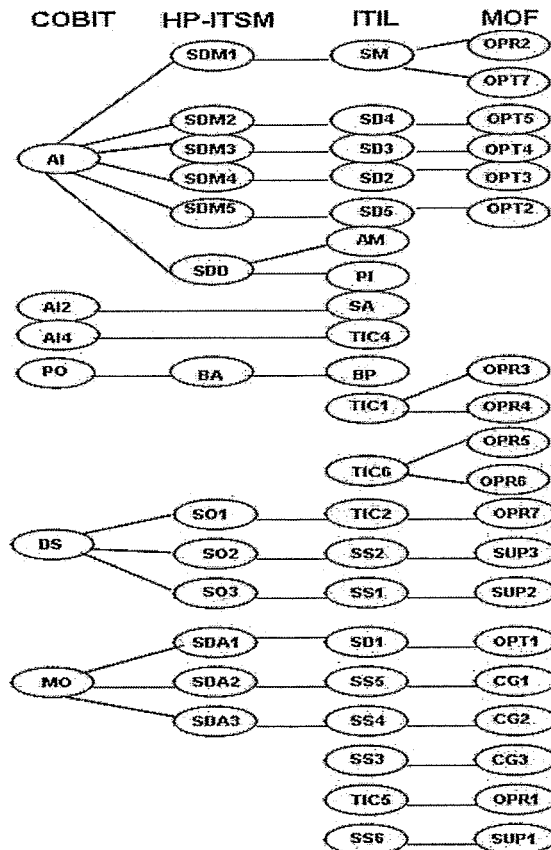 COBIT HP-ITSM ITIL MOF
SDM1 SM OPR2
OPT7
SDM2 SD4 OPT5
AI SDM3 SD3 OPT4
SDM4 SD2 OPT3
SDM5 SD5 OPT2
AM
SDD PI
AI2 SA
AI4 TIC4
PO BA BP OPR3
TIC1 OPR4
OPR5
TIC6 OPR6
SO1 TIC2 OPR7
DS SO2 SS2 SUP3
SO3 SS1 SUP2
SDA1 SD1 OPT1
MO SDA2 SS5 CG1
SDA3 SS4 CG2
SS3 CG3
TIC5 OPR1
SS6 SUP1